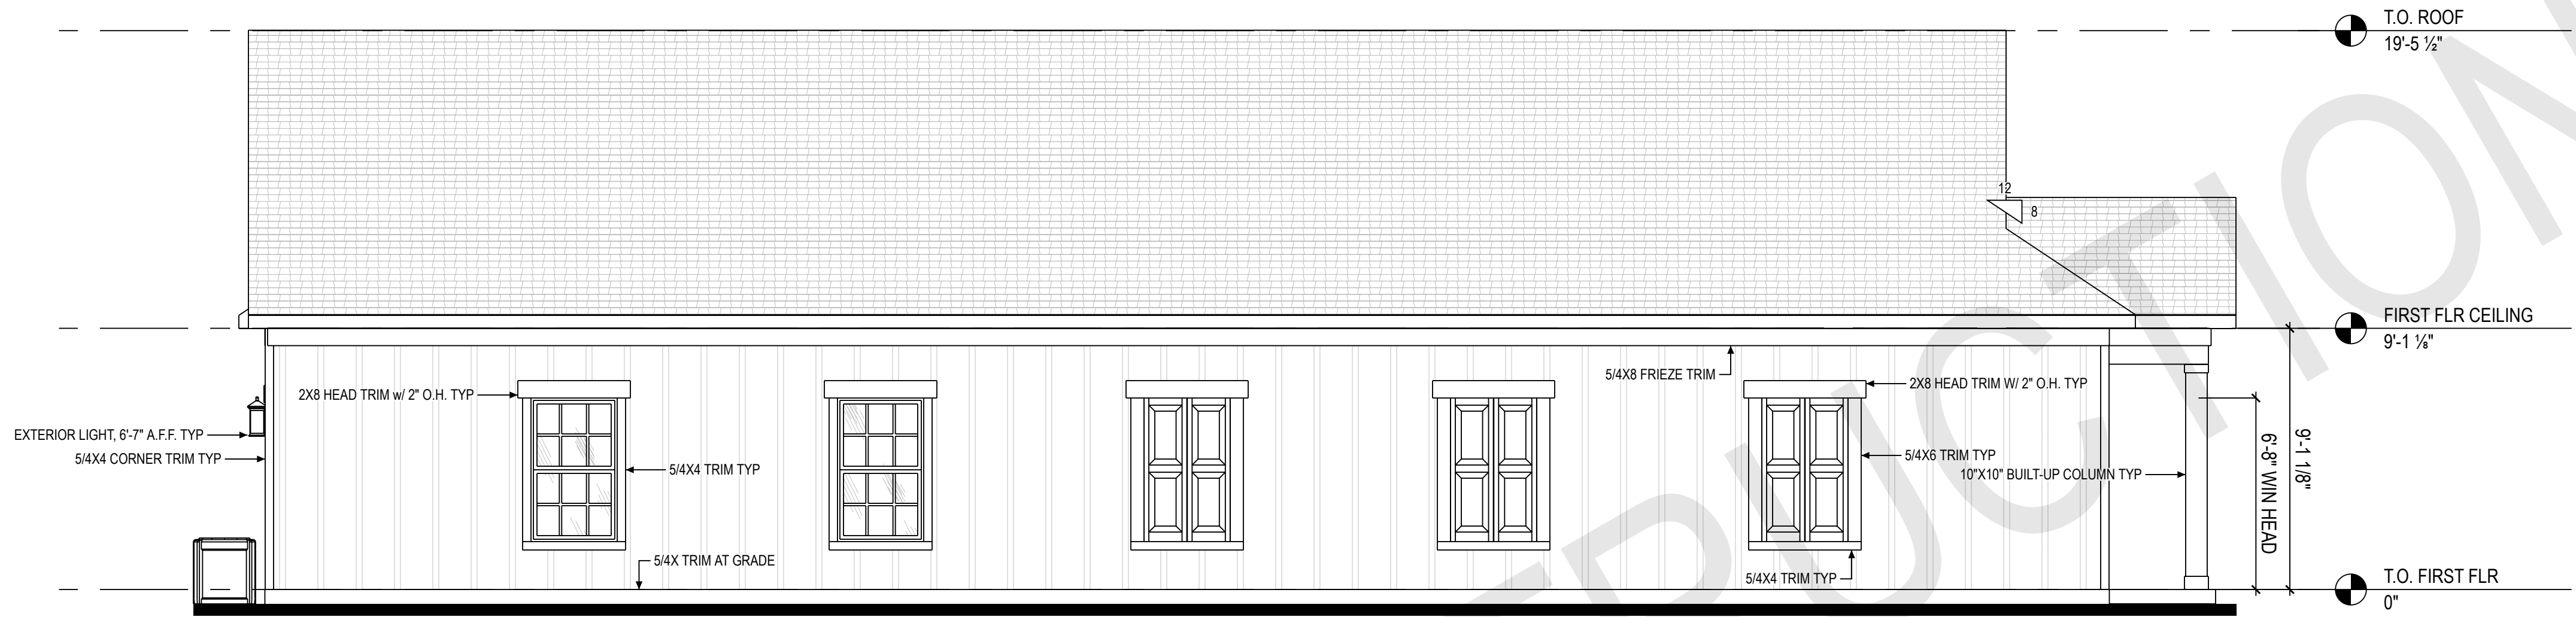 T.O. ROOF
19'-5 ½"
12
8
FIRST FLR CEILING
9'-1 ⅛"
5/4X8 FRIEZE TRIM
2X8 HEAD TRIM w/ 2" O.H. TYP
2X8 HEAD TRIM W/ 2" O.H. TYP
EXTERIOR LIGHT, 6'-7" A.F.F. TYP
5/4X4 CORNER TRIM TYP
5/4X4 TRIM TYP
5/4X6 TRIM TYP
10"X10" BUILT-UP COLUMN TYP
6'-8" WIN HEAD
9'-1 1/8"
5/4X TRIM AT GRADE
5/4X4 TRIM TYP
T.O. FIRST FLR
0"